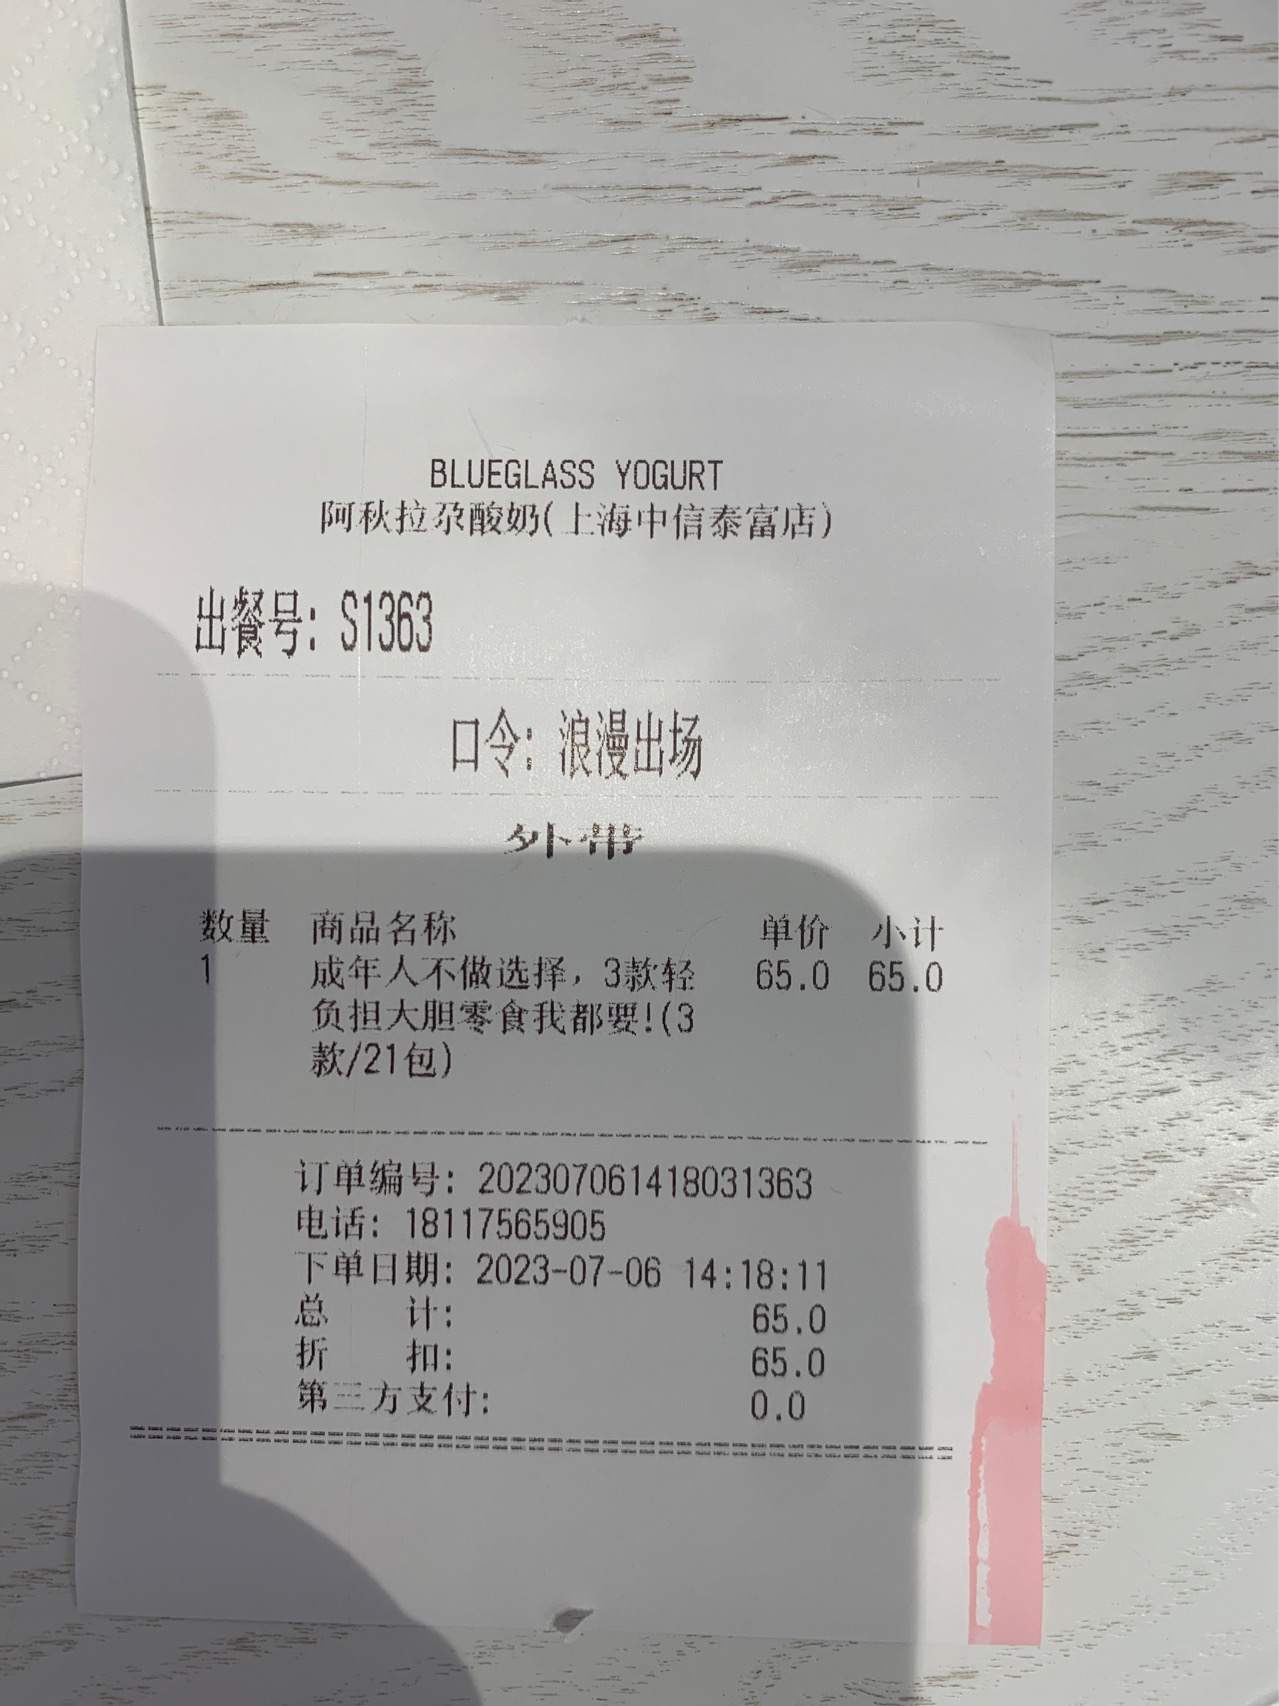 BLUEGLASS YOGURT
阿秋拉尕酸奶(上海中信泰富店)
出餐号: S1363
口令: 浪漫出场
外带
数量 商品名称 单价 小计
1 成年人不做选择，3款轻 65.0 65.0
负担大胆零食我都要!(3
款/21包)
订单编号: 202307061418031363
电话: 18117565905
下单日期: 2023-07-06 14:18:11
总 计: 65.0
折 扣: 65.0
第三方支付: 0.0